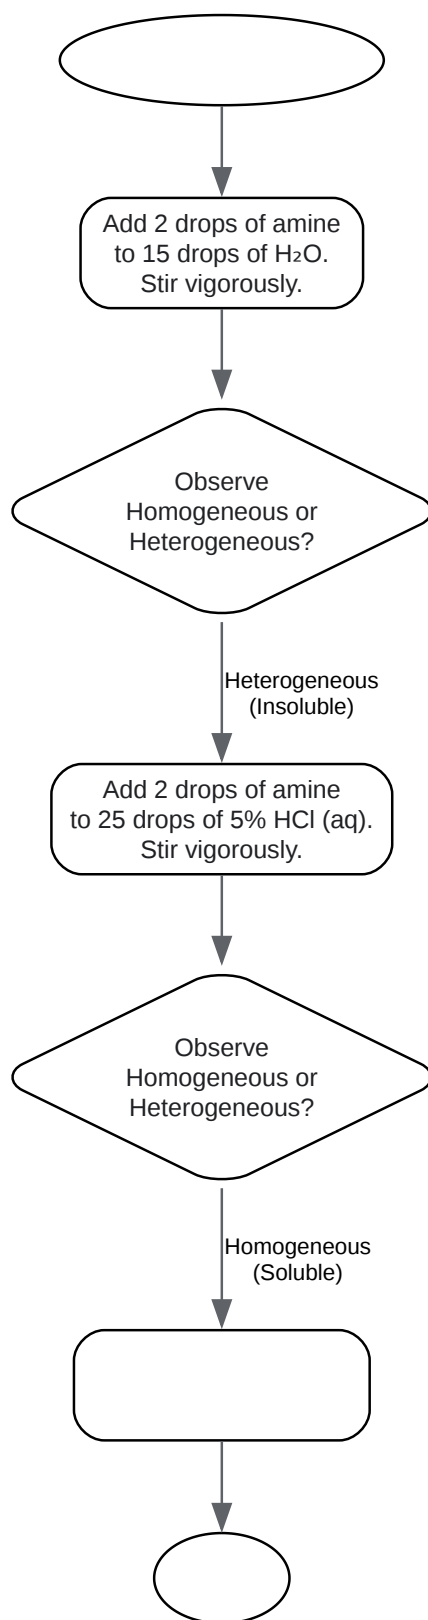 Add 2 drops of amine
to 15 drops of H₂O.
Stir vigorously.
Observe
Homogeneous or
Heterogeneous?
Heterogeneous
(Insoluble)
Add 2 drops of amine
to 25 drops of 5% HCl (aq).
Stir vigorously.
Observe
Homogeneous or
Heterogeneous?
Homogeneous
(Soluble)